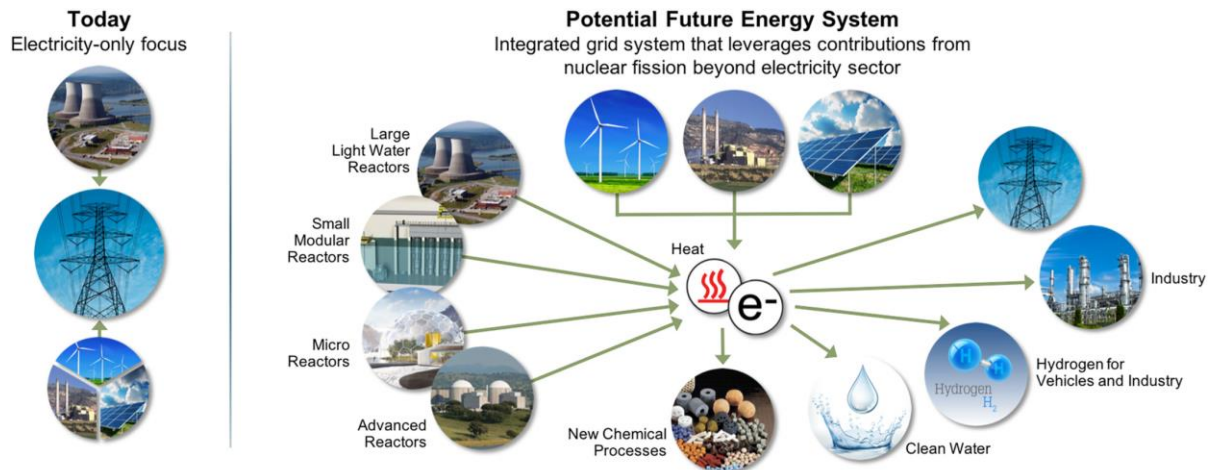 Today
Electricity-only focus
Potential Future Energy System
Integrated grid system that leverages contributions from
nuclear fission beyond electricity sector
Large
Light Water
Reactors
Small
Modular
Reactors
Micro
Reactors
Advanced
Reactors
Heat
e-
Industry
H
H
Hydrogen
H2
Hydrogen for
Vehicles and Industry
Clean Water
New Chemical
Processes